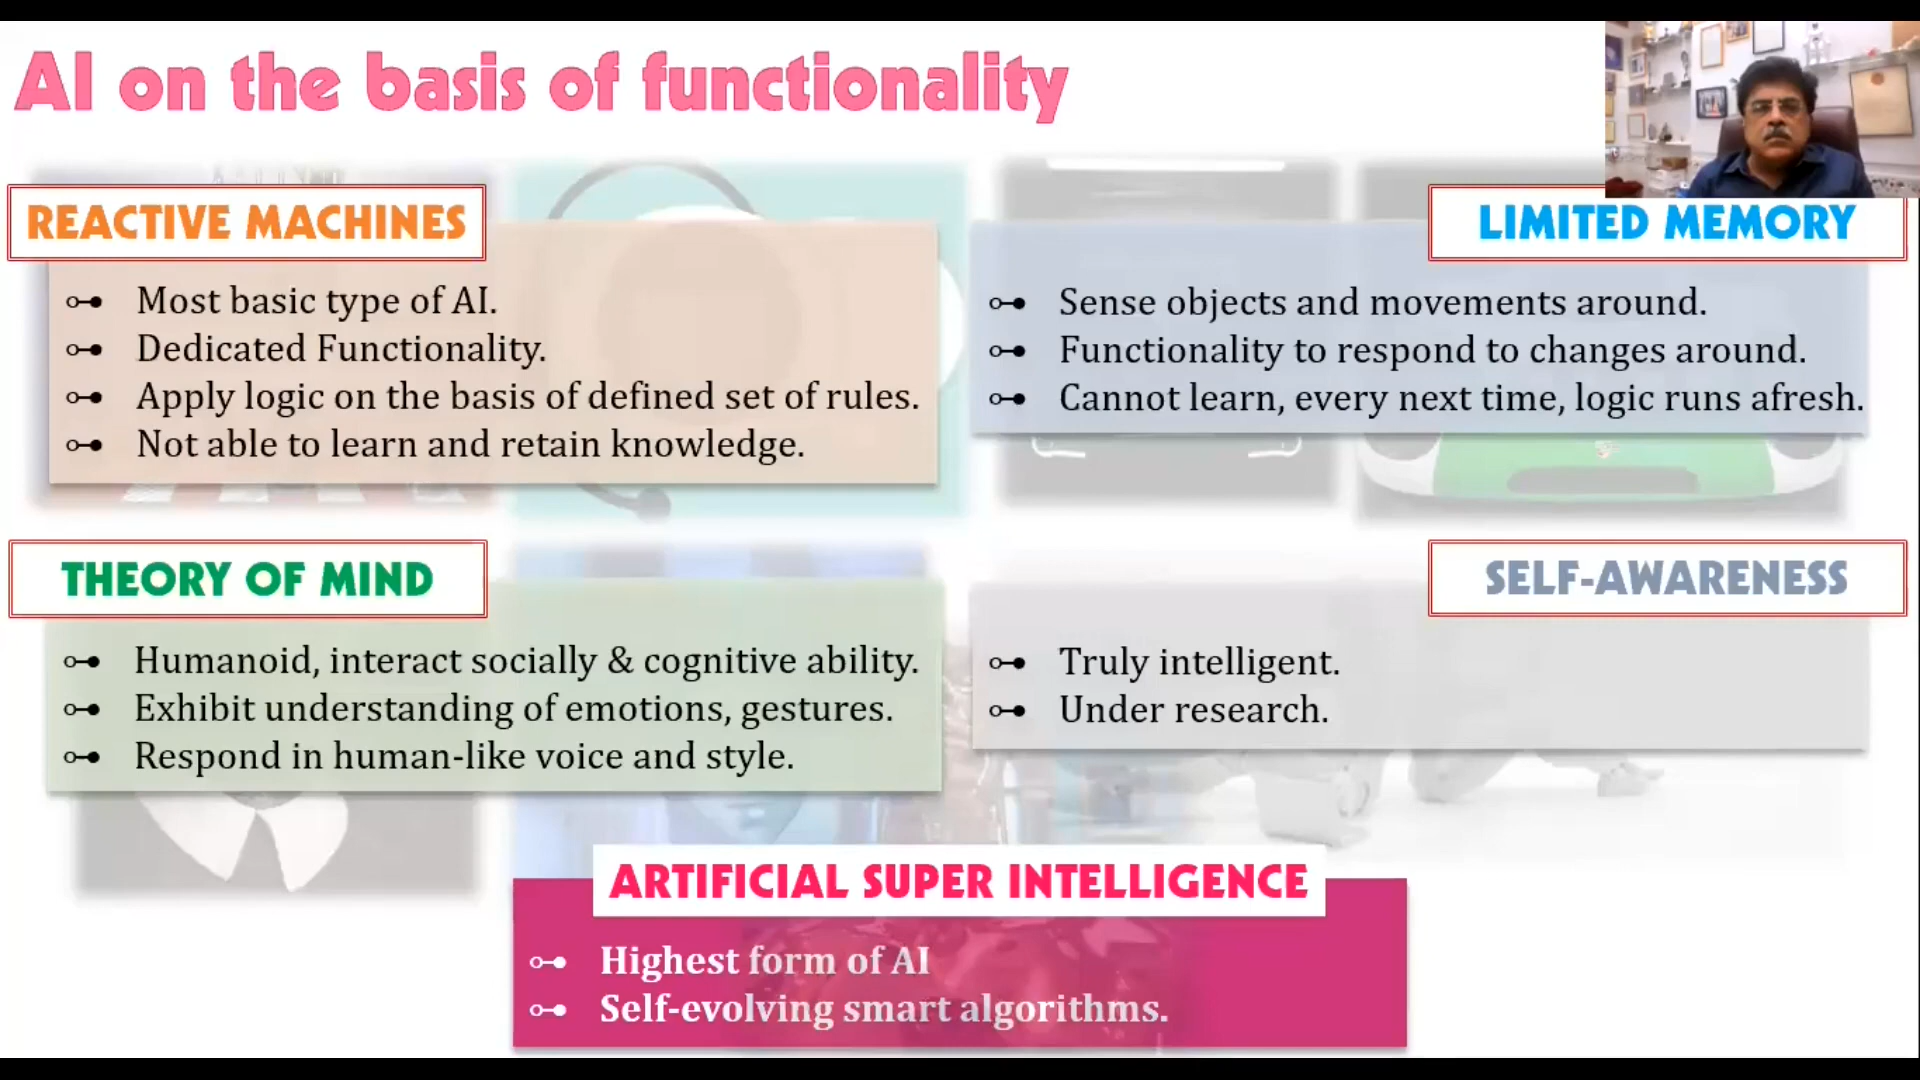 AI on the basis of functionality
REACTIVE MACHINES
Most basic type of AI.
Dedicated Functionality.
Apply logic on the basis of defined set of rules.
Not able to learn and retain knowledge.
LIMITED MEMORY
Sense objects and movements around.
Functionality to respond to changes around.
Cannot learn, every next time, logic runs afresh.
THEORY OF MIND
Humanoid, interact socially & cognitive ability.
Exhibit understanding of emotions, gestures.
Respond in human-like voice and style.
SELF-AWARENESS
Truly intelligent.
Under research.
ARTIFICIAL SUPER INTELLIGENCE
Highest form of AI
Self-evolving smart algorithms.